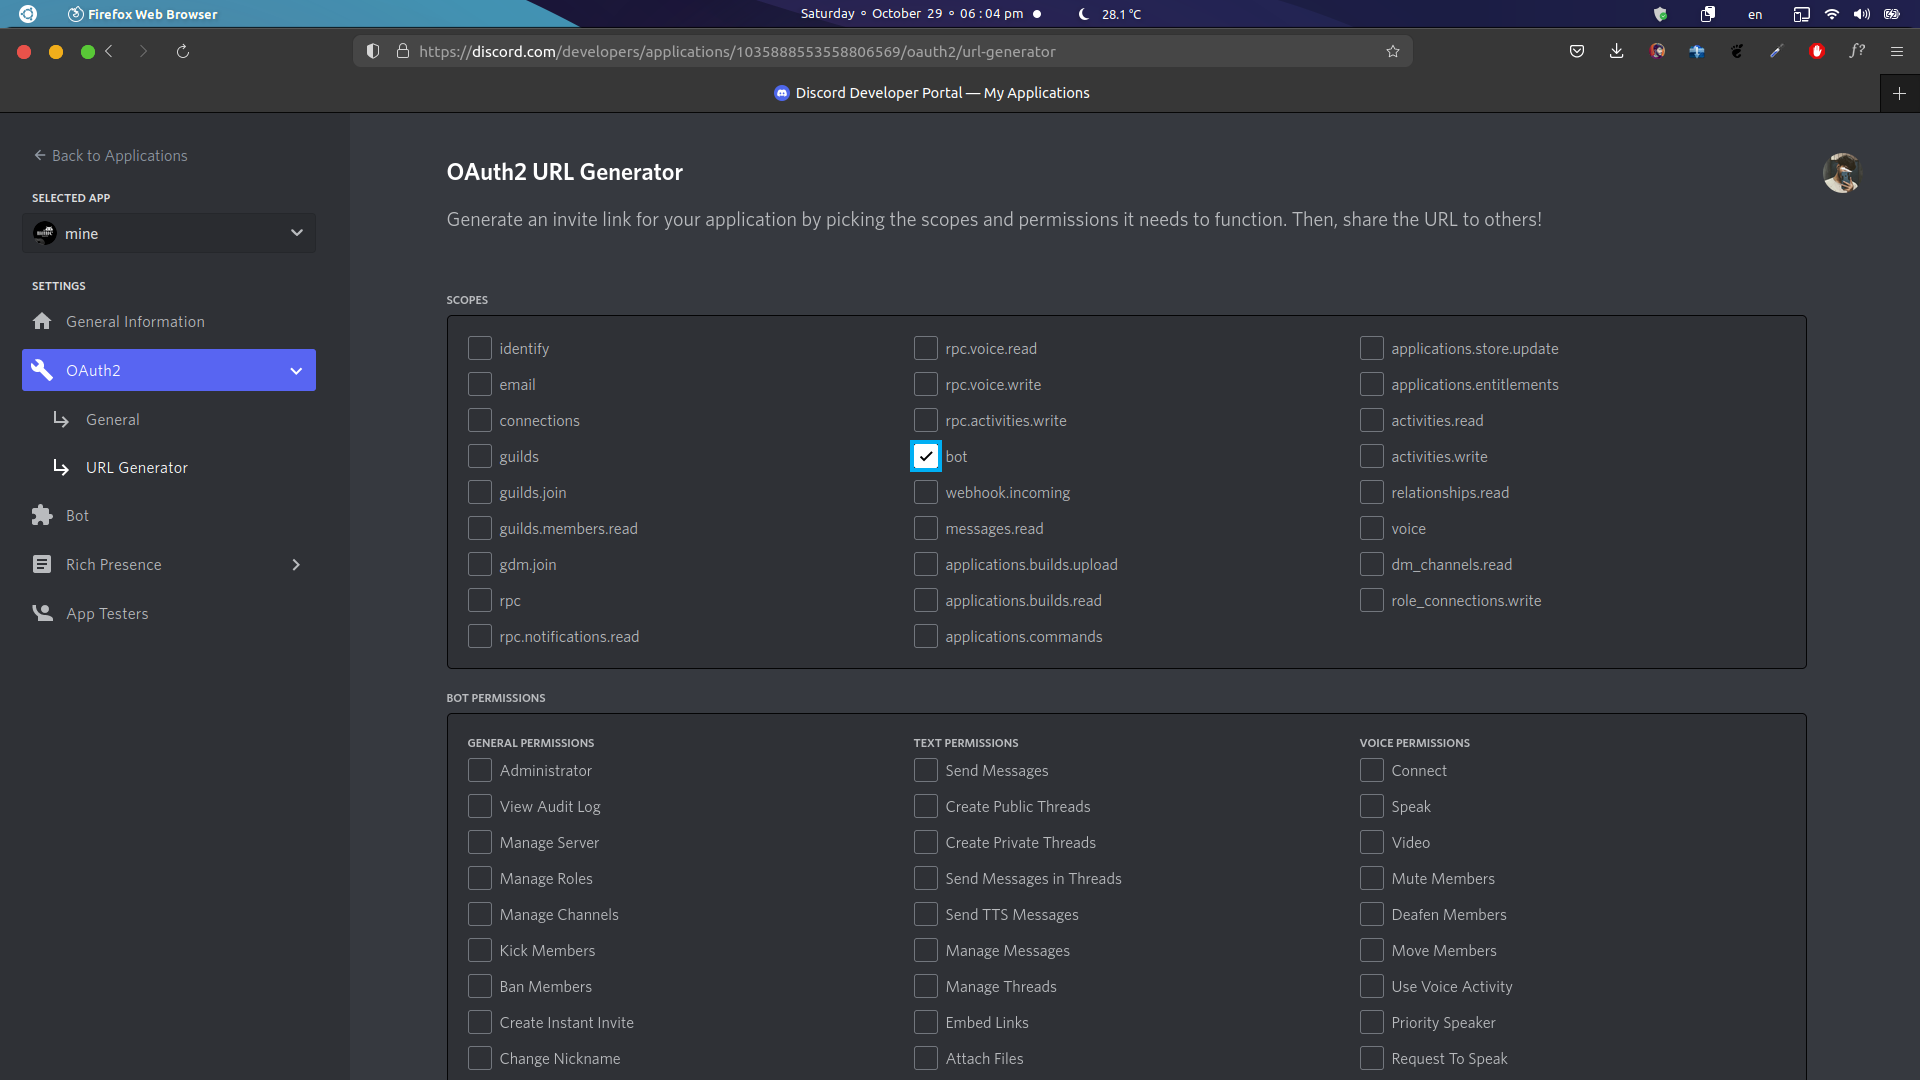 Firefox Web Browser
Saturday ∘ October 29 ∘ 06 : 04 pm
28.1 °C
en
https://discord.com/developers/applications/1035888553558806569/oauth2/url-generator
f?
Discord Developer Portal — My Applications
Back to Applications
SELECTED APP
mine
SETTINGS
General Information
OAuth2
General
URL Generator
Bot
Rich Presence
App Testers
OAuth2 URL Generator
Generate an invite link for your application by picking the scopes and permissions it needs to function. Then, share the URL to others!
SCOPES
identify
email
connections
guilds
guilds.join
guilds.members.read
gdm.join
rpc
rpc.notifications.read
rpc.voice.read
rpc.voice.write
rpc.activities.write
bot
webhook.incoming
messages.read
applications.builds.upload
applications.builds.read
applications.commands
applications.store.update
applications.entitlements
activities.read
activities.write
relationships.read
voice
dm_channels.read
role_connections.write
BOT PERMISSIONS
GENERAL PERMISSIONS
Administrator
View Audit Log
Manage Server
Manage Roles
Manage Channels
Kick Members
Ban Members
Create Instant Invite
Change Nickname
TEXT PERMISSIONS
Send Messages
Create Public Threads
Create Private Threads
Send Messages in Threads
Send TTS Messages
Manage Messages
Manage Threads
Embed Links
Attach Files
VOICE PERMISSIONS
Connect
Speak
Video
Mute Members
Deafen Members
Move Members
Use Voice Activity
Priority Speaker
Request To Speak